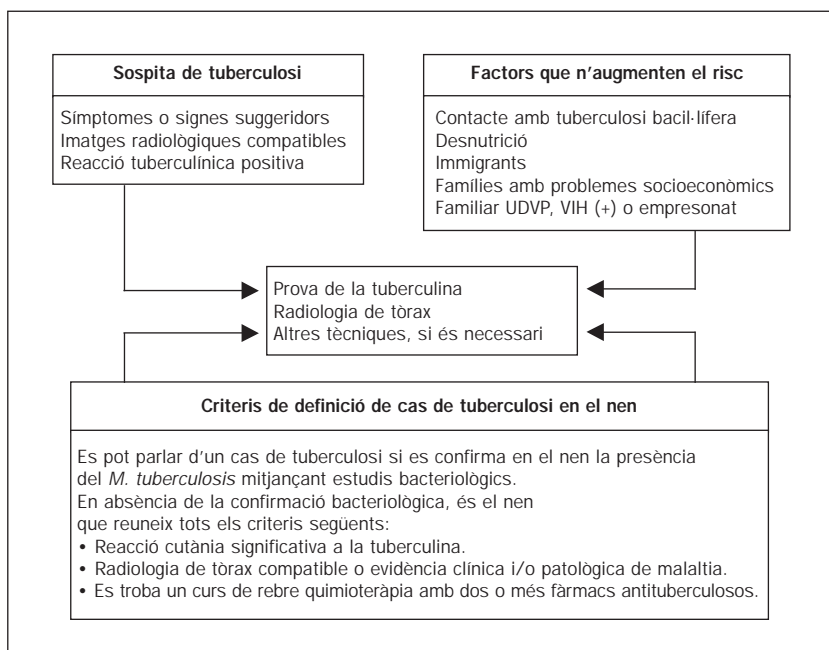 Sospita de tuberculosi
Símptomes o signes suggeridors
Imatges radiològiques compatibles
Reacció tuberculínica positiva
Factors que n'augmenten el risc
Contacte amb tuberculosi bacil·lífera
Desnutrició
Immigrants
Famílies amb problemes socioeconòmics
Familiar UDVP, VIH (+) o empresonat
Prova de la tuberculina
Radiologia de tòrax
Altres tècniques, si és necessari
Criteris de definició de cas de tuberculosi en el nen
Es pot parlar d'un cas de tuberculosi si es confirma en el nen la presència
del M. tuberculosis mitjançant estudis bacteriològics.
En absència de la confirmació bacteriològica, és el nen
que reuneix tots els criteris següents:
• Reacció cutània significativa a la tuberculina.
• Radiologia de tòrax compatible o evidència clínica i/o patològica de malaltia.
• Es troba un curs de rebre quimioteràpia amb dos o més fàrmacs antituberculosos.